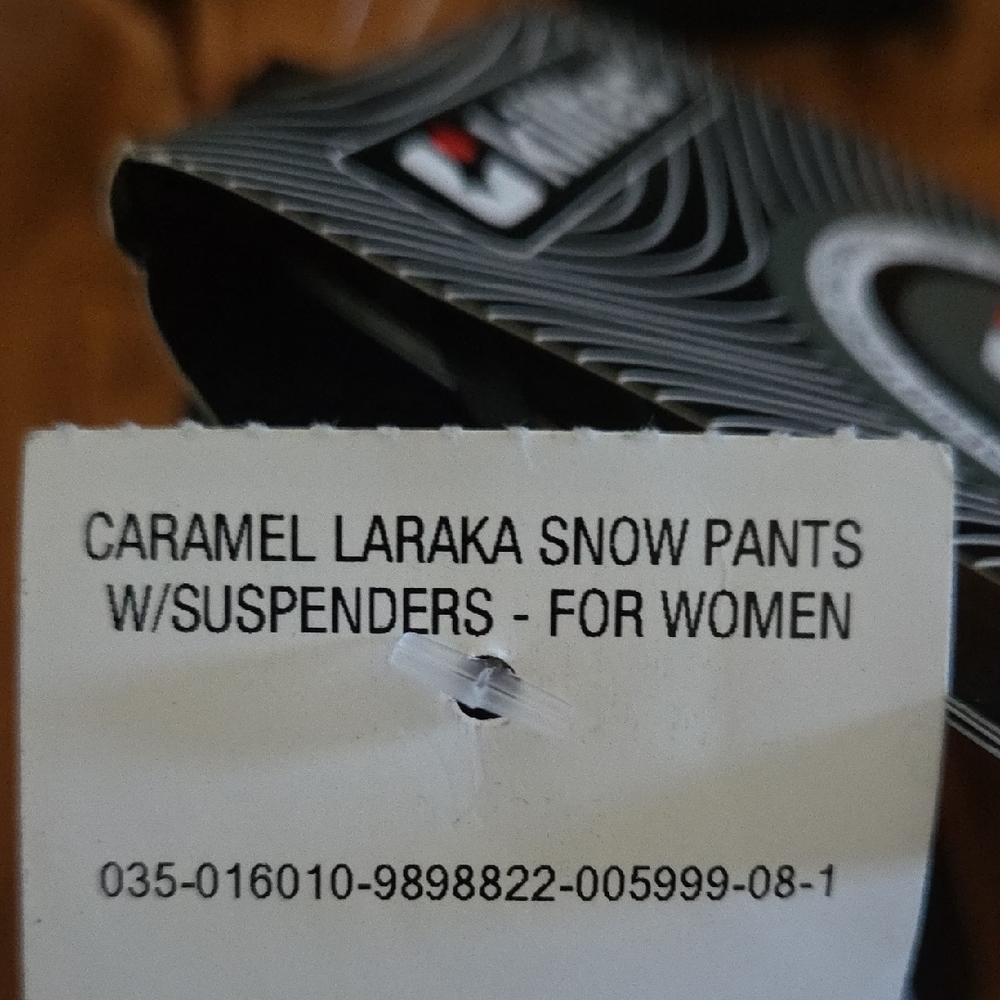 CARAMEL LARAKA SNOW PANTS
W/SUSPENDERS - FOR WOMEN
035-016010-9898822-005999-08-1